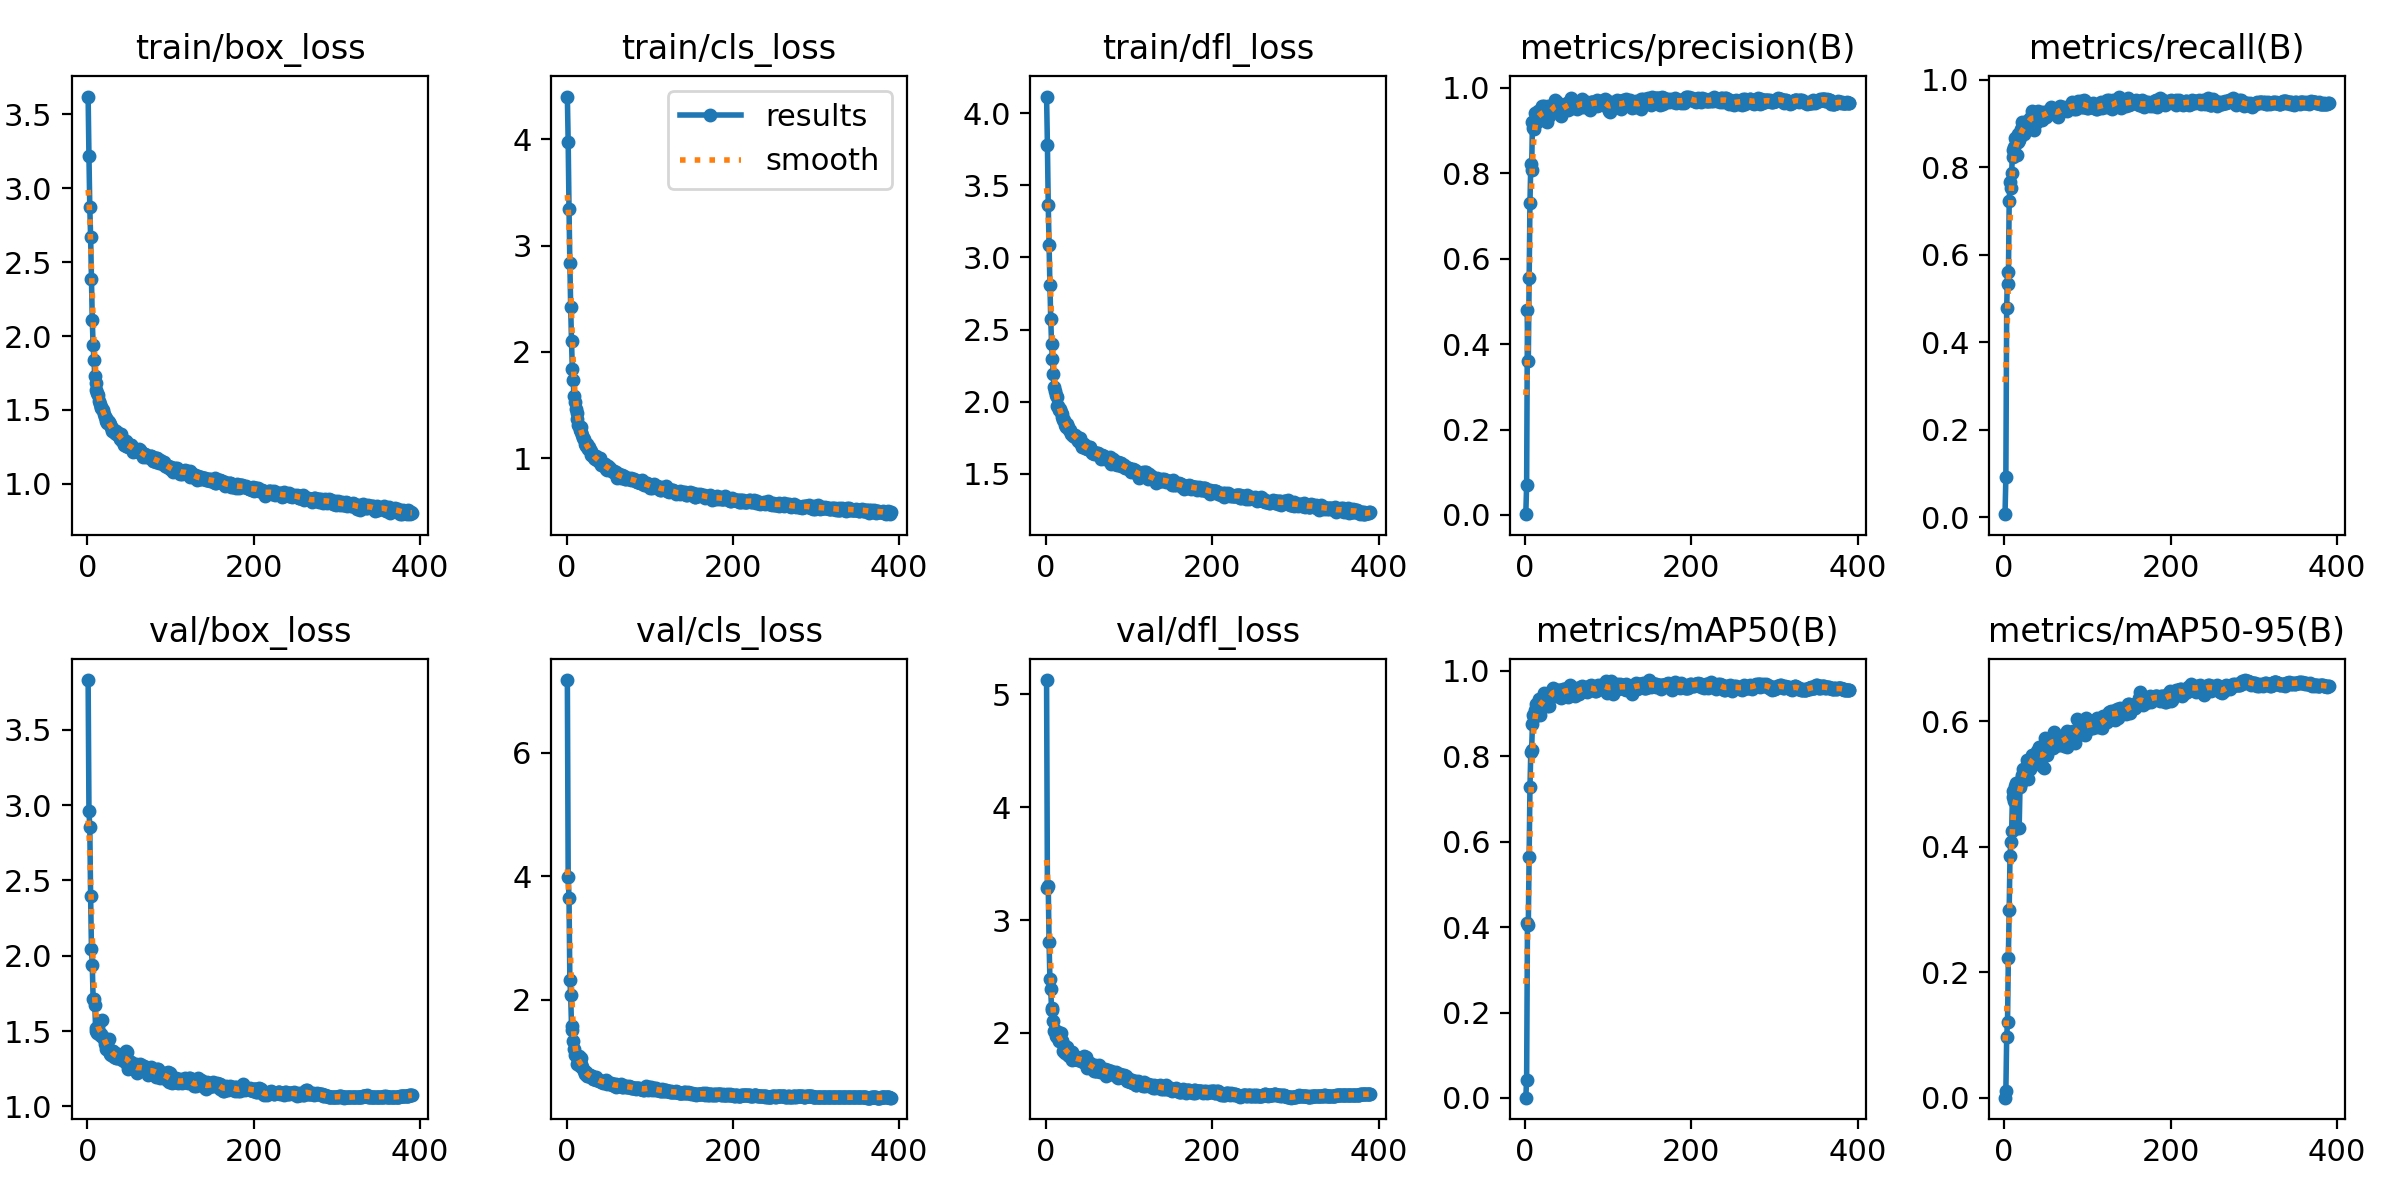 train/box_loss
3.5
3.0
2.5
2.0
1.5
1.0
0 200 400
train/cls_loss
results
smooth
4
3
2
1
0 200 400
train/dfl_loss
4.0
3.5
3.0
2.5
2.0
1.5
0 200 400
metrics/precision(B)
1.0
0.8
0.6
0.4
0.2
0.0
0 200 400
metrics/recall(B)
1.0
0.8
0.6
0.4
0.2
0.0
0 200 400
val/box_loss
3.5
3.0
2.5
2.0
1.5
1.0
0 200 400
val/cls_loss
6
4
2
0 200 400
val/dfl_loss
5
4
3
2
0 200 400
metrics/mAP50(B)
1.0
0.8
0.6
0.4
0.2
0.0
0 200 400
metrics/mAP50-95(B)
0.6
0.4
0.2
0.0
0 200 400